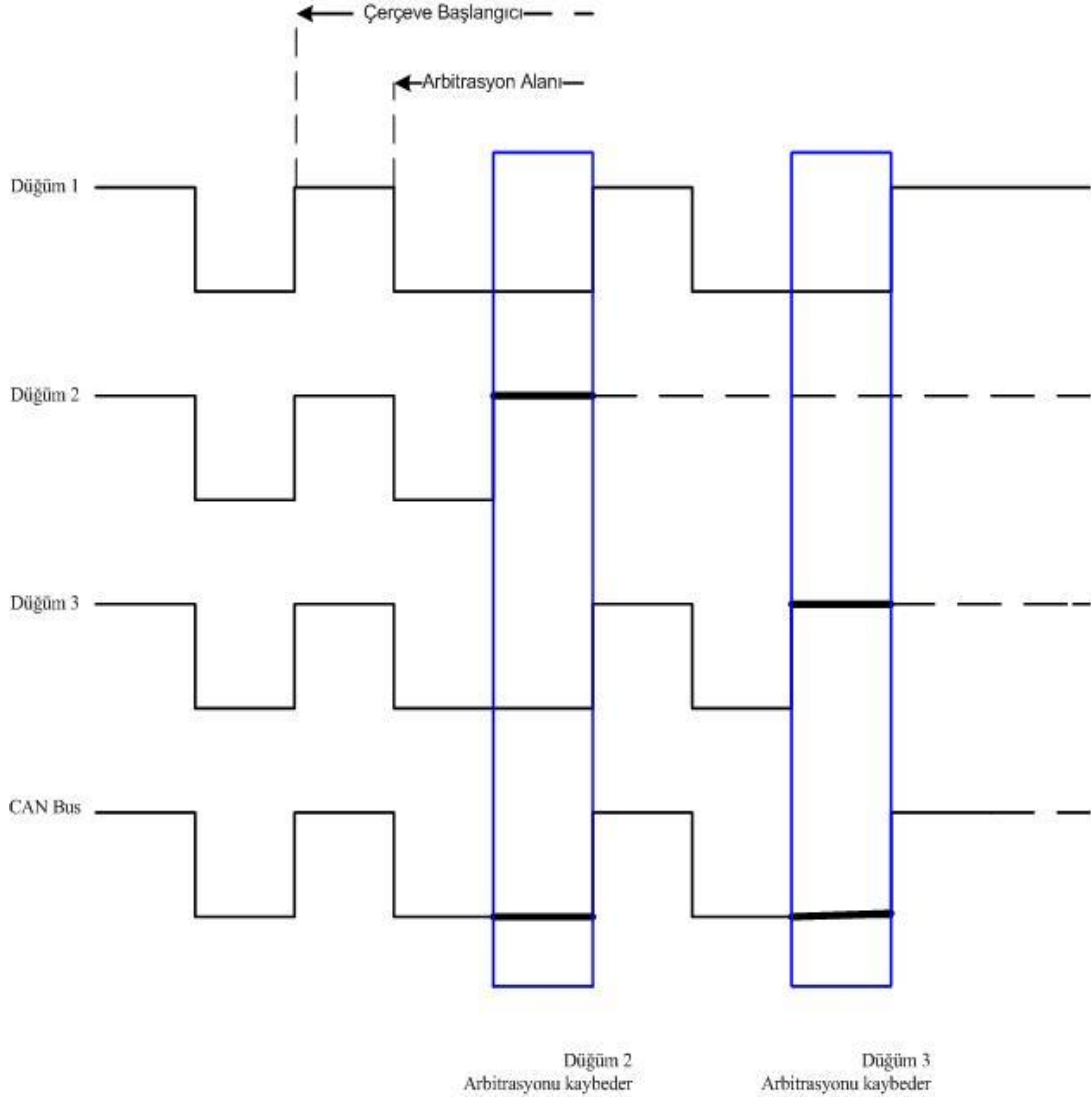 Çerçeve Başlangıcı
Arbitrasyon Alanı
Düğüm 1
Düğüm 2
Düğüm 3
CAN Bus
Düğüm 2
Arbitrasyonu kaybeder
Düğüm 3
Arbitrasyonu kaybeder